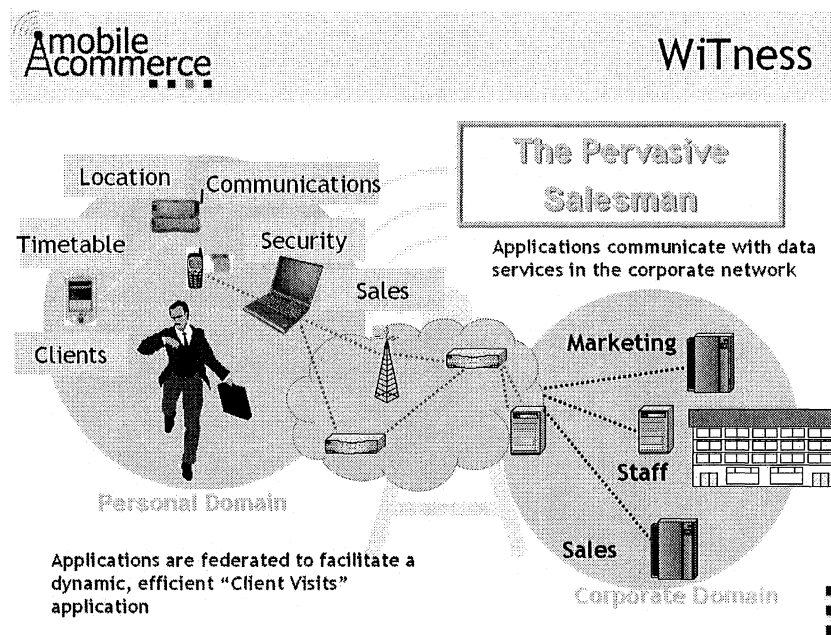 mobile
Acommerce
WiTness
The Pervasive
Salesman
Location
Communications
Timetable
Security
Applications communicate with data
services in the corporate network
Sales
Clients
Marketing
Staff
Personal Domain
Sales
Applications are federated to facilitate a
dynamic, efficient "Client Visits"
application
Corporate Domain